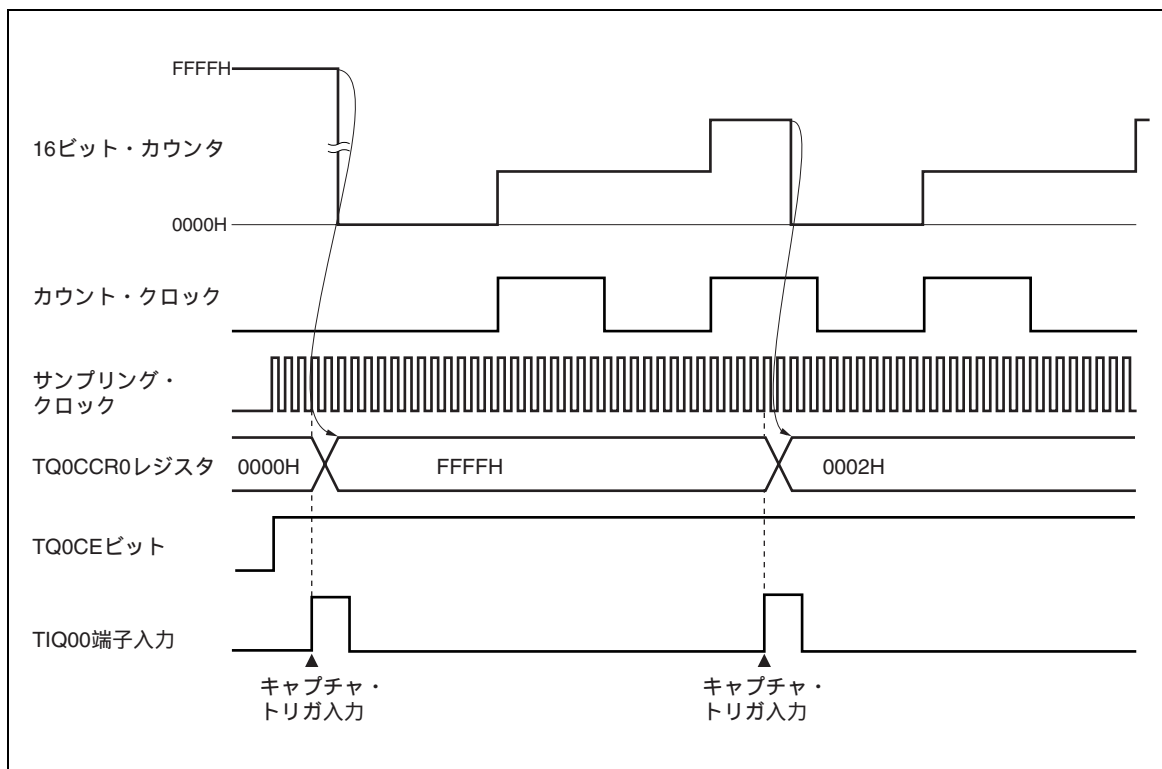 FFFFH
16ビット・カウンタ
0000H
カウント・クロック
サンプリング・
クロック
TQ0CCR0レジスタ 0000H FFFFH 0002H
TQ0CEビット
TIQ00端子入力
キャプチャ・
トリガ入力
キャプチャ・
トリガ入力